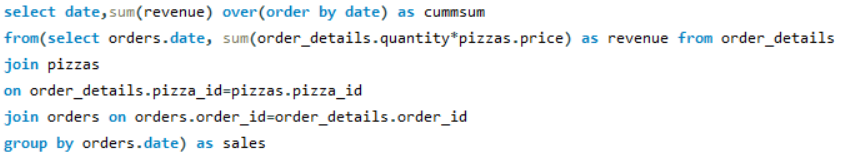 select date,sum(revenue) over(order by date) as cummsum
from(select orders.date, sum(order_details.quantity*pizzas.price) as revenue from order_details
join pizzas
on order_details.pizza_id=pizzas.pizza_id
join orders on orders.order_id=order_details.order_id
group by orders.date) as sales